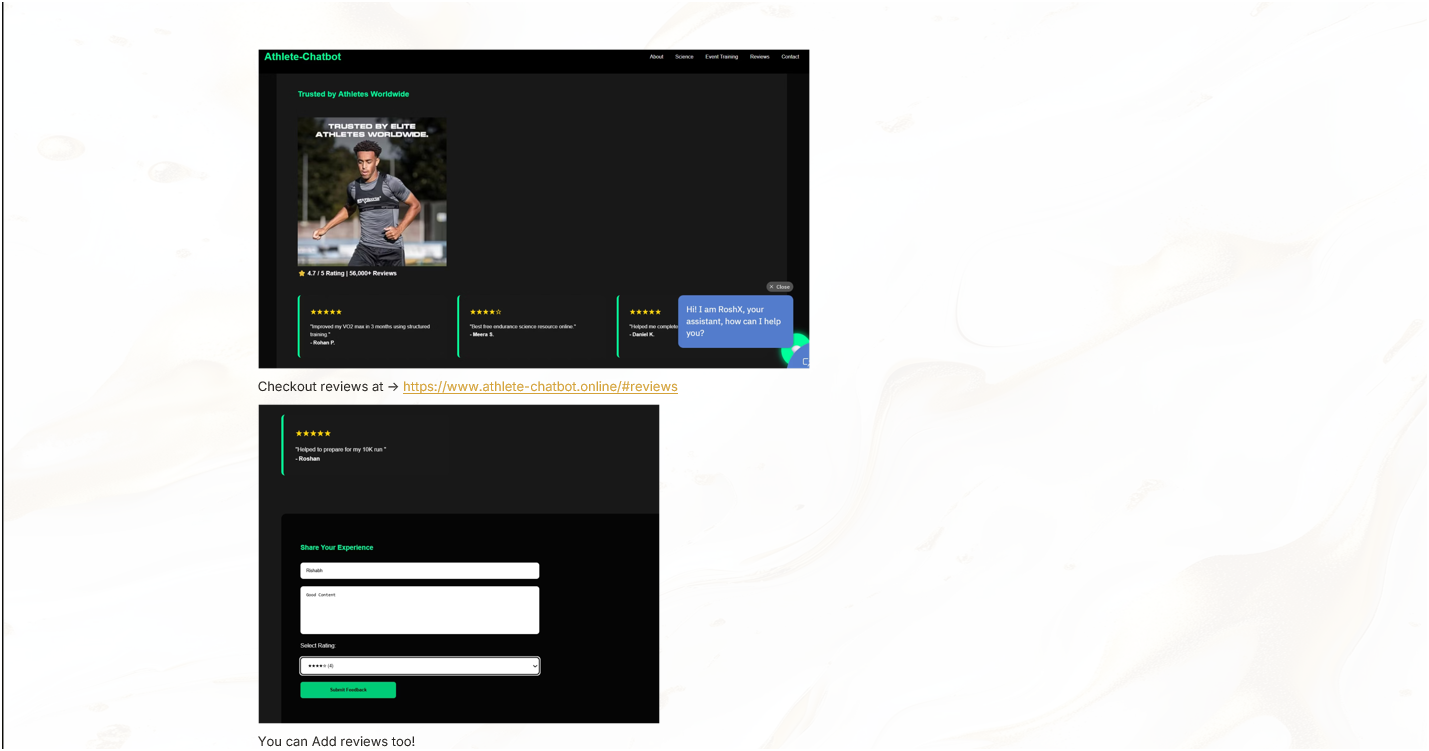 Athlete-Chatbot
About Science Event Training Reviews Contact
Trusted by Athletes Worldwide
TRUSTED BY ELITE
ATHLETES WORLDWIDE.
⭐ 4.7 / 5 Rating | 56,000+ Reviews
★★★★★
"Improved my VO2 max in 3 months using structured
training."
- Rohan P.
★★★★☆
"Best free endurance science resource online."
- Meera S.
★★★★★
"Helped me complete
- Daniel K.
× Close
Hi! I am RoshX, your
assistant, how can I help
you?
Checkout reviews at → https://www.athlete-chatbot.online/#reviews
★★★★★
"Helped to prepare for my 10K run "
- Roshan
Share Your Experience
Rishabh
Good Content
Select Rating:
★★★★☆ (4)
Submit Feedback
You can Add reviews too!